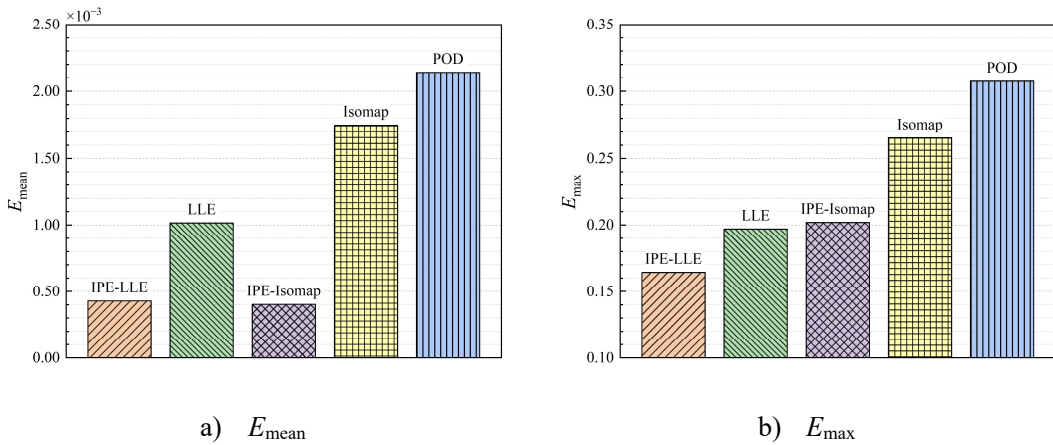 ×10⁻³
2.50
2.00
1.50
1.00
0.50
0.00
E_mean
IPE-LLE
LLE
IPE-Isomap
Isomap
POD
a) E_mean
0.35
0.30
0.25
0.20
0.15
0.10
E_max
IPE-LLE
LLE
IPE-Isomap
Isomap
POD
b) E_max